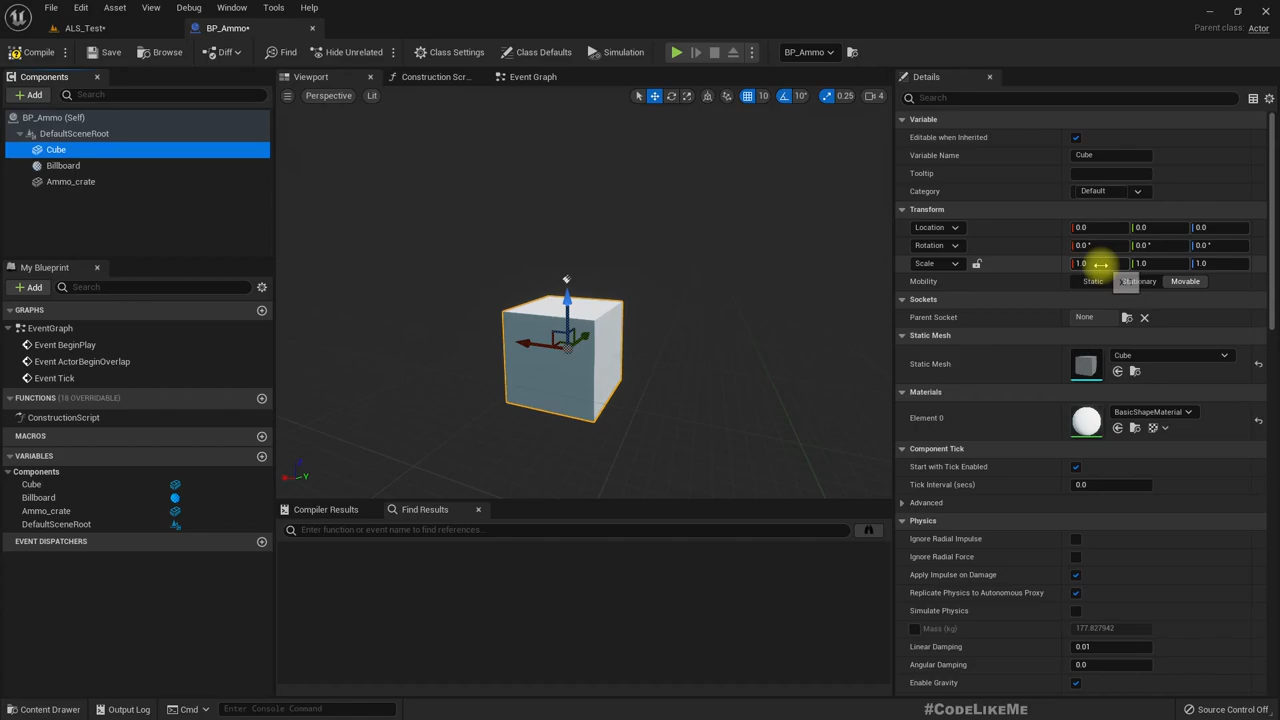 File Edit Asset View Debug Window Tools Help
ALS_Test* BP_Ammo* Parent class: Actor
Compile Save Browse Diff Find Hide Unrelated Class Settings Class Defaults Simulation BP_Ammo
Components Viewport Construction Scr... Event Graph Details
Add Search Perspective Lit 10 10° 0.25 4 Search
BP_Ammo (Self)
DefaultSceneRoot
Cube
Billboard
Ammo_crate
My Blueprint
Add Search
GRAPHS
EventGraph
Event BeginPlay
Event ActorBeginOverlap
Event Tick
FUNCTIONS (18 OVERRIDABLE)
ConstructionScript
MACROS
VARIABLES
Components
Cube
Billboard
Ammo_crate
DefaultSceneRoot
EVENT DISPATCHERS
Z
X Y
Compiler Results Find Results
Enter function or event name to find references...
Variable
Editable when Inherited
Variable Name Cube
Tooltip
Category Default
Transform
Location 0.0 0.0 0.0
Rotation 0.0 ° 0.0 ° 0.0 °
Scale 1.0 1.0 1.0
Mobility Static Stationary Movable
Sockets
Parent Socket None
Static Mesh
Static Mesh Cube
Materials
Element 0 BasicShapeMaterial
Component Tick
Start with Tick Enabled
Tick Interval (secs) 0.0
Advanced
Physics
Ignore Radial Impulse
Ignore Radial Force
Apply Impulse on Damage
Replicate Physics to Autonomous Proxy
Simulate Physics
Mass (kg) 177.827942
Linear Damping 0.01
Angular Damping 0.0
Enable Gravity
Content Drawer Output Log Cmd Enter Console Command #CodeLikeMe Source Control Off